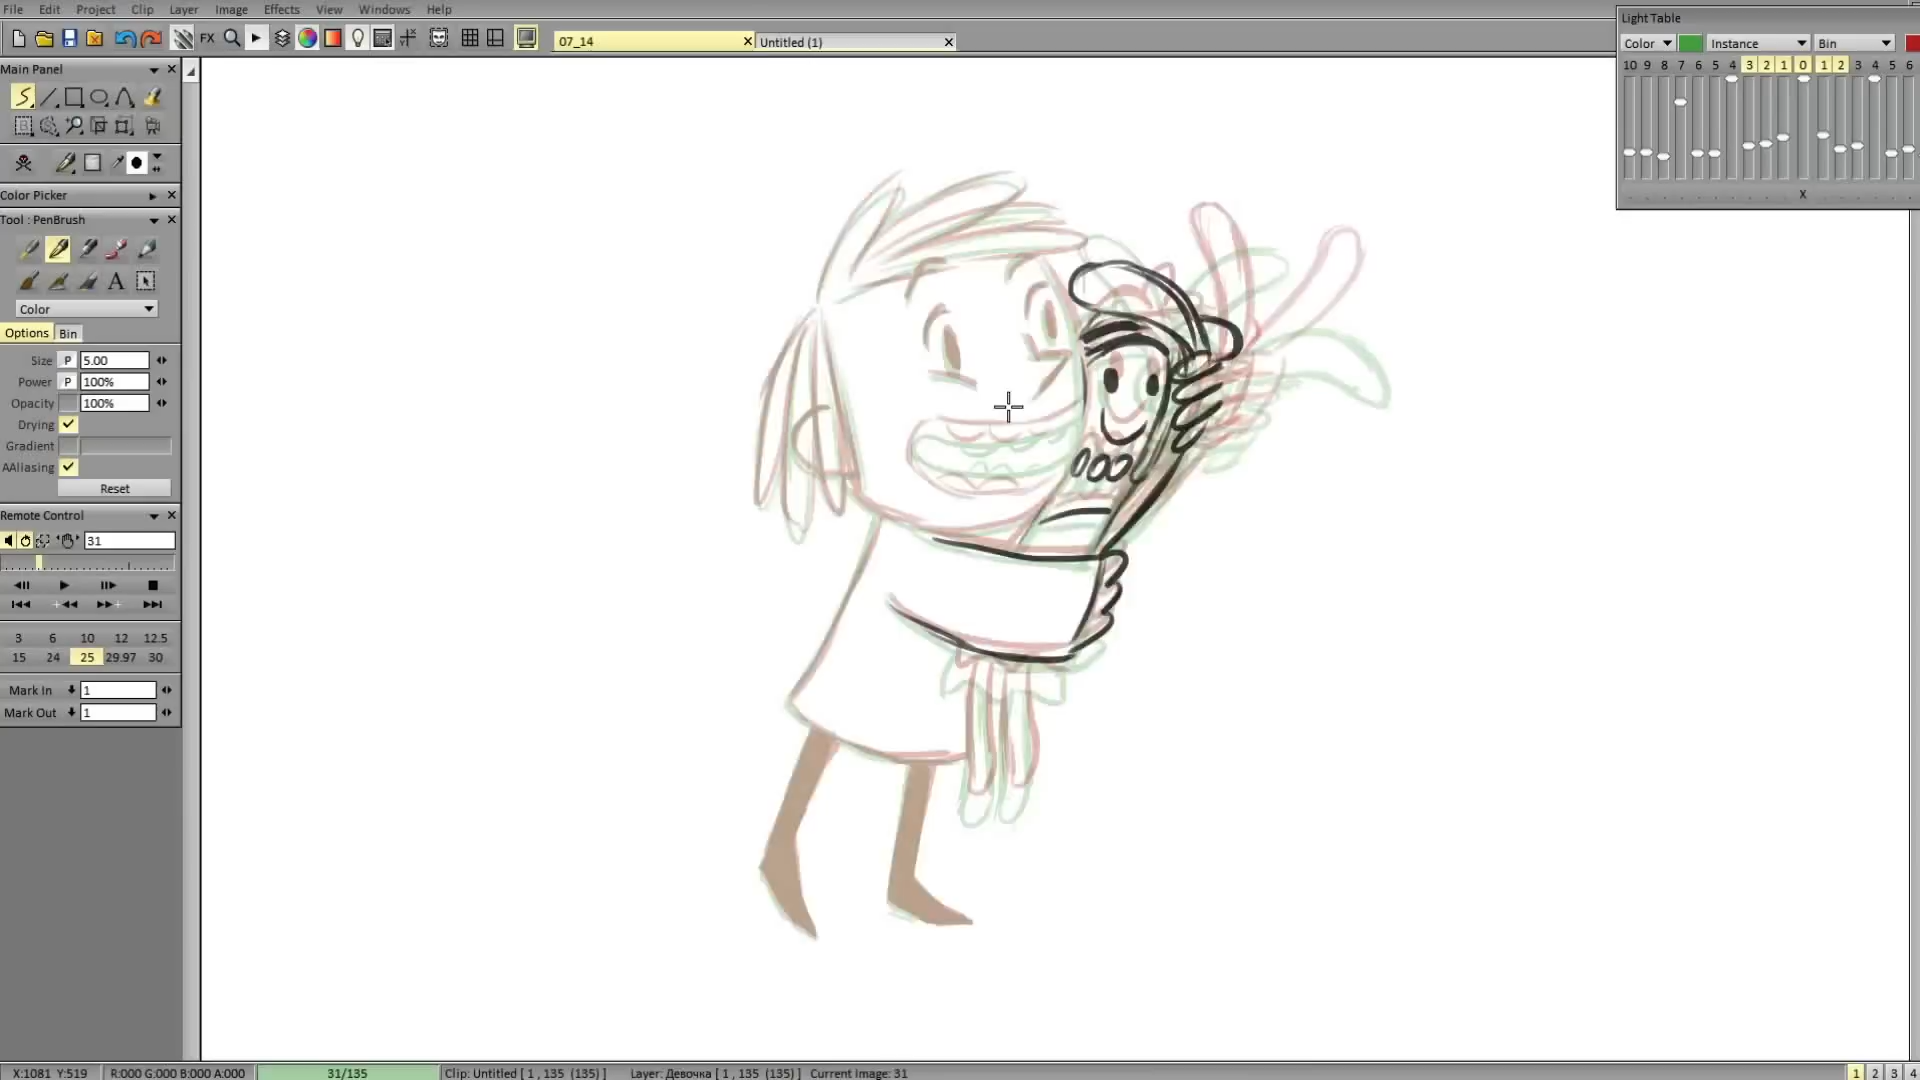 File Edit Project Clip Layer Image Effects View Windows Help
FX 07_14 Untitled (1)
Light Table
Color Instance Bin
10 9 8 7 6 5 4 3 2 1 0 1 2 3 4 5 6
X
Main Panel
Color Picker
Tool : PenBrush
A
Color
Options Bin
Size P 5.00
Power P 100%
Opacity 100%
Drying
Gradient
AAliasing
Reset
Remote Control
31
3 6 10 12 12.5
15 24 25 29.97 30
Mark In 1
Mark Out 1
X:1081 Y:519 R:000 G:000 B:000 A:000 31/135 Clip: Untitled [ 1 , 135 (135) ] Layer: Девочка [ 1 , 135 (135) ] Current Image: 31 1 2 3 4